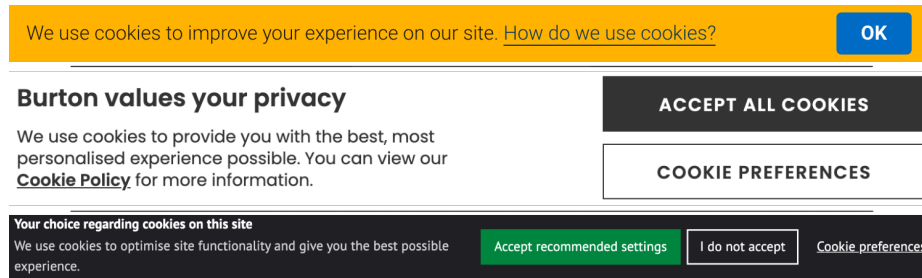 We use cookies to improve your experience on our site. How do we use cookies?
OK
Burton values your privacy
We use cookies to provide you with the best, most
personalised experience possible. You can view our
Cookie Policy for more information.
ACCEPT ALL COOKIES
COOKIE PREFERENCES
Your choice regarding cookies on this site
We use cookies to optimise site functionality and give you the best possible
experience.
Accept recommended settings
I do not accept
Cookie preferences